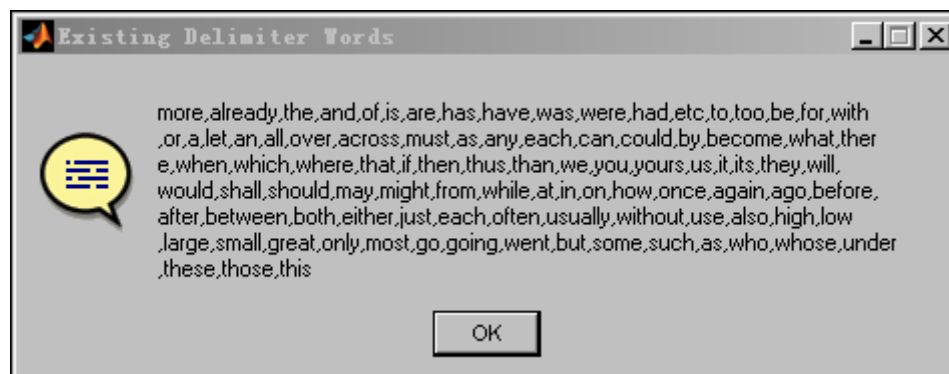 Existing Delimiter Words
more,already,the,and,of,is,are,has,have,was,were,had,etc,to,too,be,for,with
,or,a,let,an,all,over,across,must,as,any,each,can,could,by,become,what,ther
e,when,which,where,that,if,then,thus,than,we,you,yours,us,it,its,they,will,
would,shall,should,may,might,from,while,at,in,on,how,once,again,ago,before,
after,between,both,either,just,each,often,usually,without,use,also,high,low
,large,small,great,only,most,go,going,went,but,some,such,as,who,whose,under
,these,those,this
OK